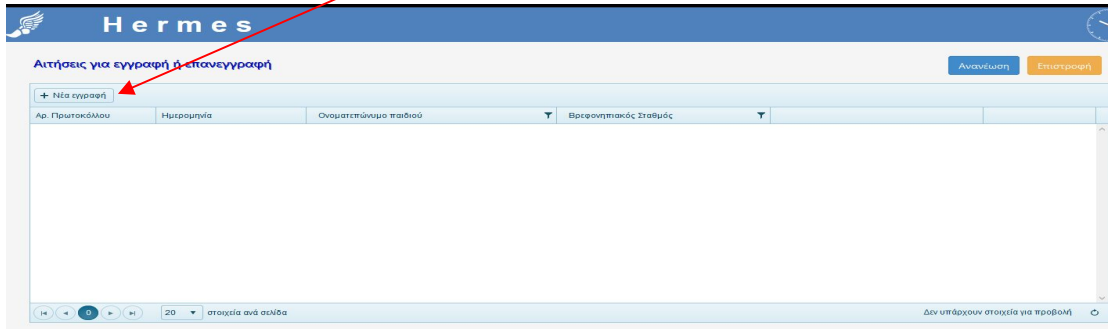 Hermes
Αιτήσεις για εγγραφή ή επανεγγραφή
Ανανέωση Επιστροφή
+ Νέα εγγραφή
Αρ. Πρωτοκόλλου Ημερομηνία Ονοματεπώνυμο παιδιού Βρεφονηπιακός Σταθμός
0 20 στοιχεία ανά σελίδα Δεν υπάρχουν στοιχεία για προβολή